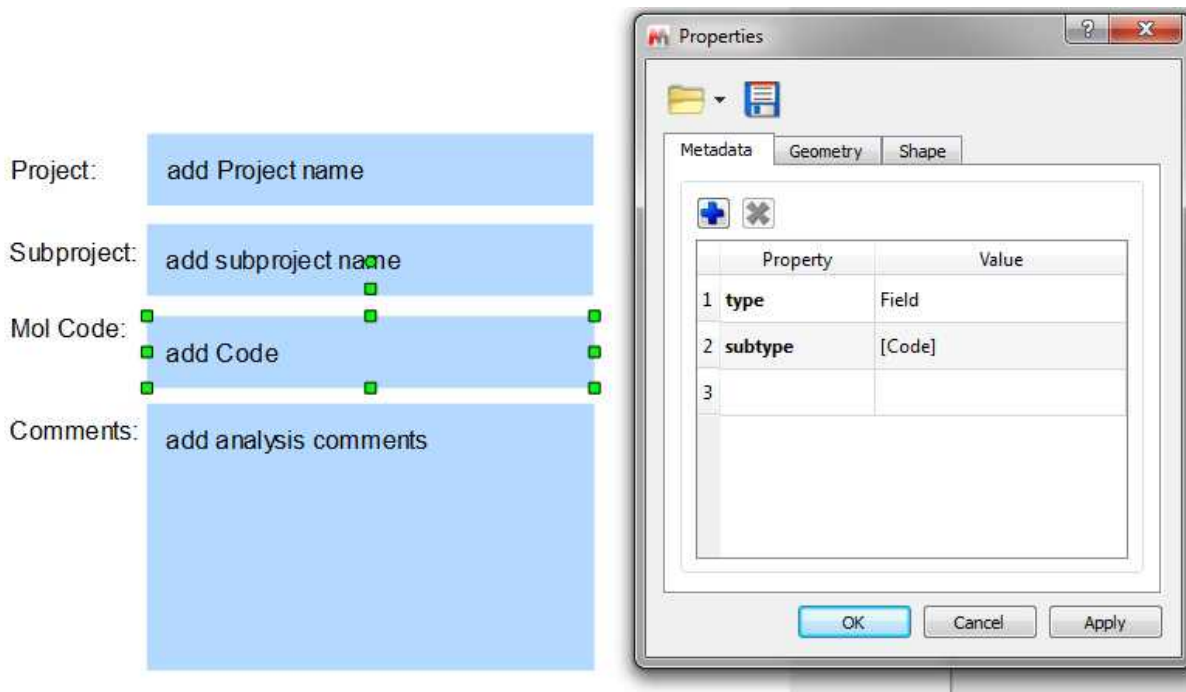 Project:
add Project name
Subproject:
add subproject name
Mol Code:
add Code
Comments:
add analysis comments
Properties
?
Metadata
Geometry
Shape
Property Value
1 type Field
2 subtype [Code]
3
OK
Cancel
Apply